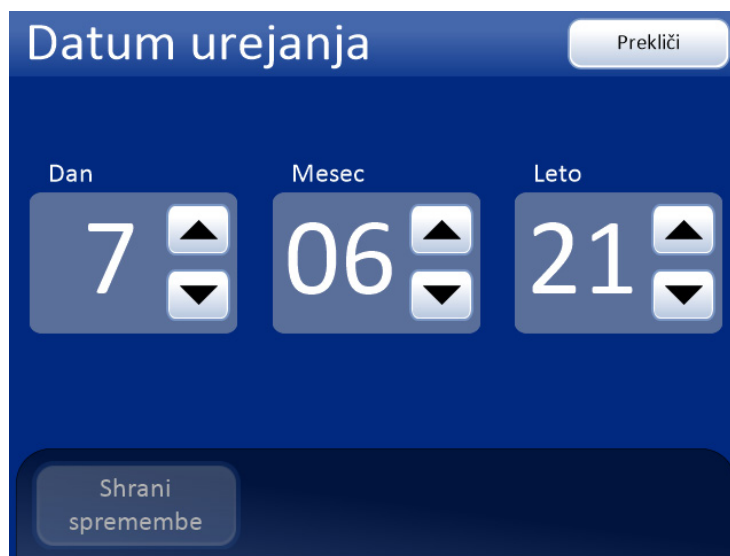 Datum urejanja
Prekliči
Dan
Mesec
Leto
7
06
21
Shrani
spremembe